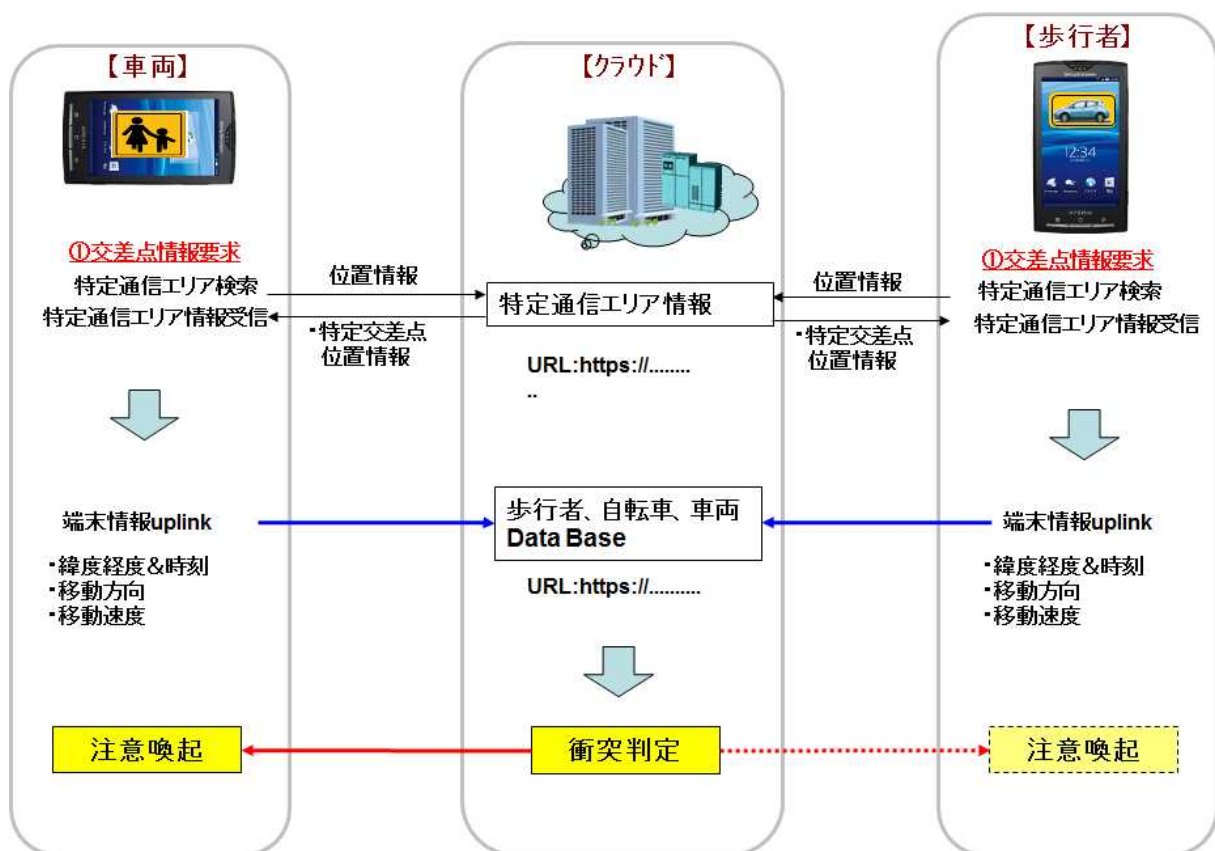 【車両】
①交差点情報要求
特定通信エリア検索
特定通信エリア情報受信
端末情報uplink
・緯度経度&時刻
・移動方向
・移動速度
注意喚起
位置情報
・特定交差点
位置情報
【クラウド】
特定通信エリア情報
URL:https://........
..
歩行者、自転車、車両
Data Base
URL:https://..........
衝突判定
位置情報
・特定交差点
位置情報
【歩行者】
12:34
①交差点情報要求
特定通信エリア検索
特定通信エリア情報受信
端末情報uplink
・緯度経度&時刻
・移動方向
・移動速度
注意喚起